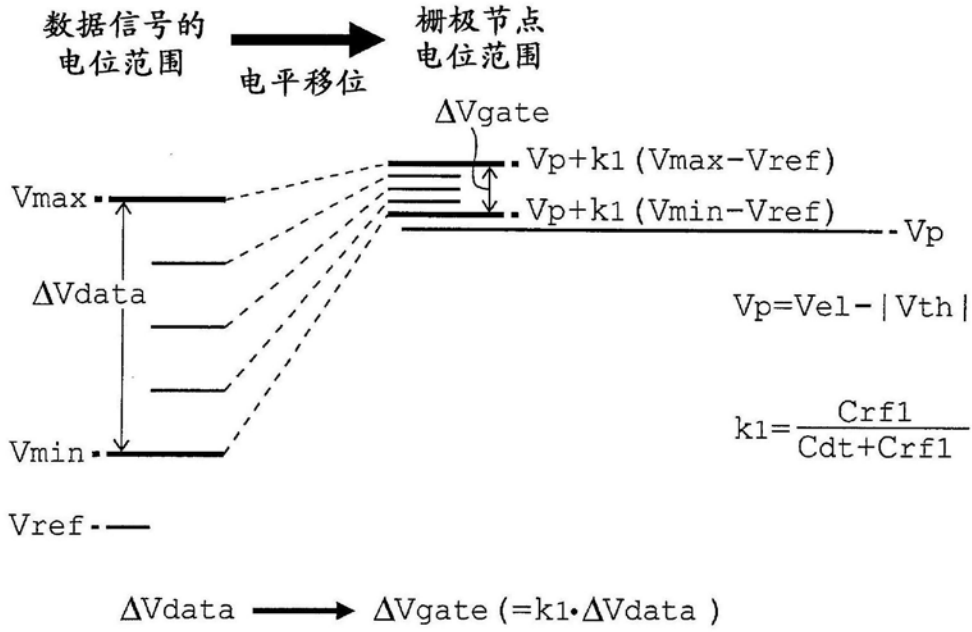 数据信号的
电位范围
电平移位
栅极节点
电位范围
ΔVgate
Vp+k1(Vmax-Vref)
Vmax
Vp+k1(Vmin-Vref)
Vp
ΔVdata
Vp=Vel-|Vth|
k1=Crf1/Cdt+Crf1
Vmin
Vref
ΔVdata → ΔVgate(=k1·ΔVdata)